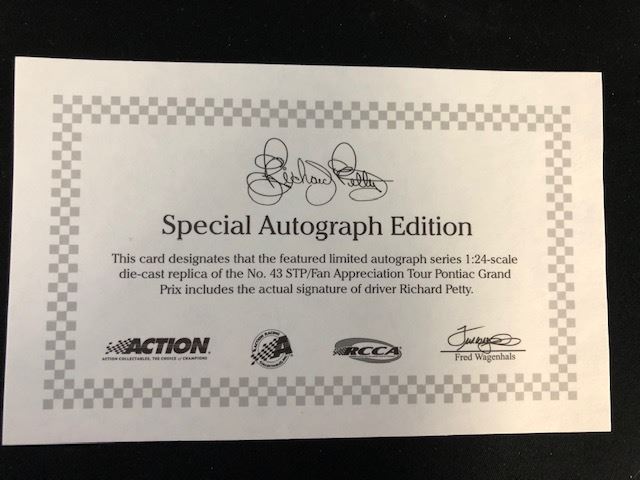 Richard Petty
Special Autograph Edition
This card designates that the featured limited autograph series 1:24-scale
die-cast replica of the No. 43 STP/Fan Appreciation Tour Pontiac Grand
Prix includes the actual signature of driver Richard Petty.
ACTION
ACTION COLLECTABLES, THE CHOICE of CHAMPIONS
A
RCCA
Fred Wagenhals